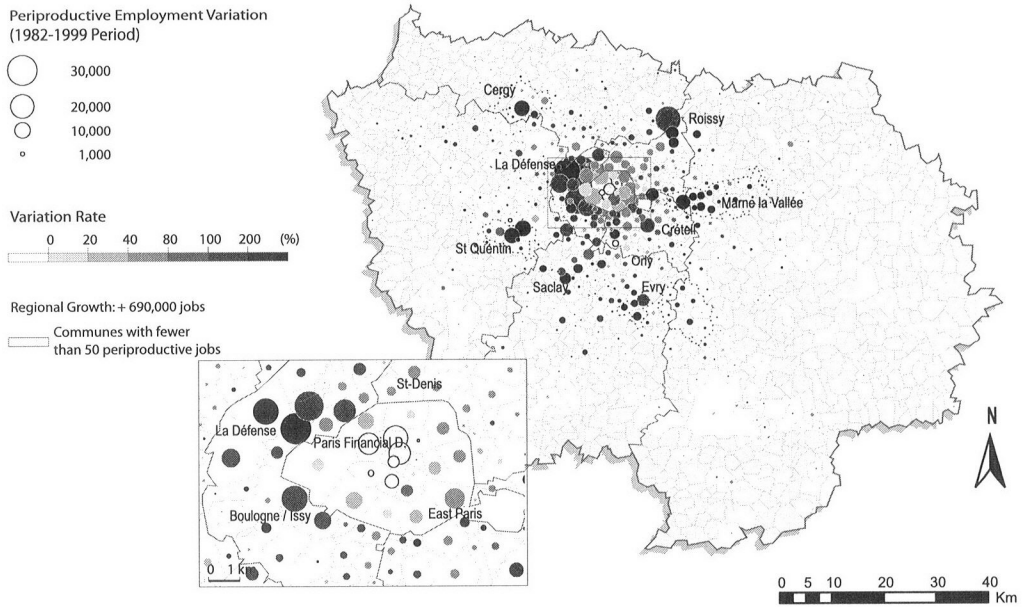 Periproductive Employment Variation
(1982-1999 Period)
30,000
20,000
10,000
1,000
Variation Rate
0 20 40 80 100 200 (%)
Regional Growth: + 690,000 jobs
Communes with fewer
than 50 periproductive jobs
Cergy
Roissy
La Défense
Marne la Vallée
Créteil
St Quentin
Orly
Saclay
Evry
St-Denis
La Défense
Paris Financial D.
Boulogne / Issy
East Paris
0 1 km
N
0 5 10 20 30 40
Km